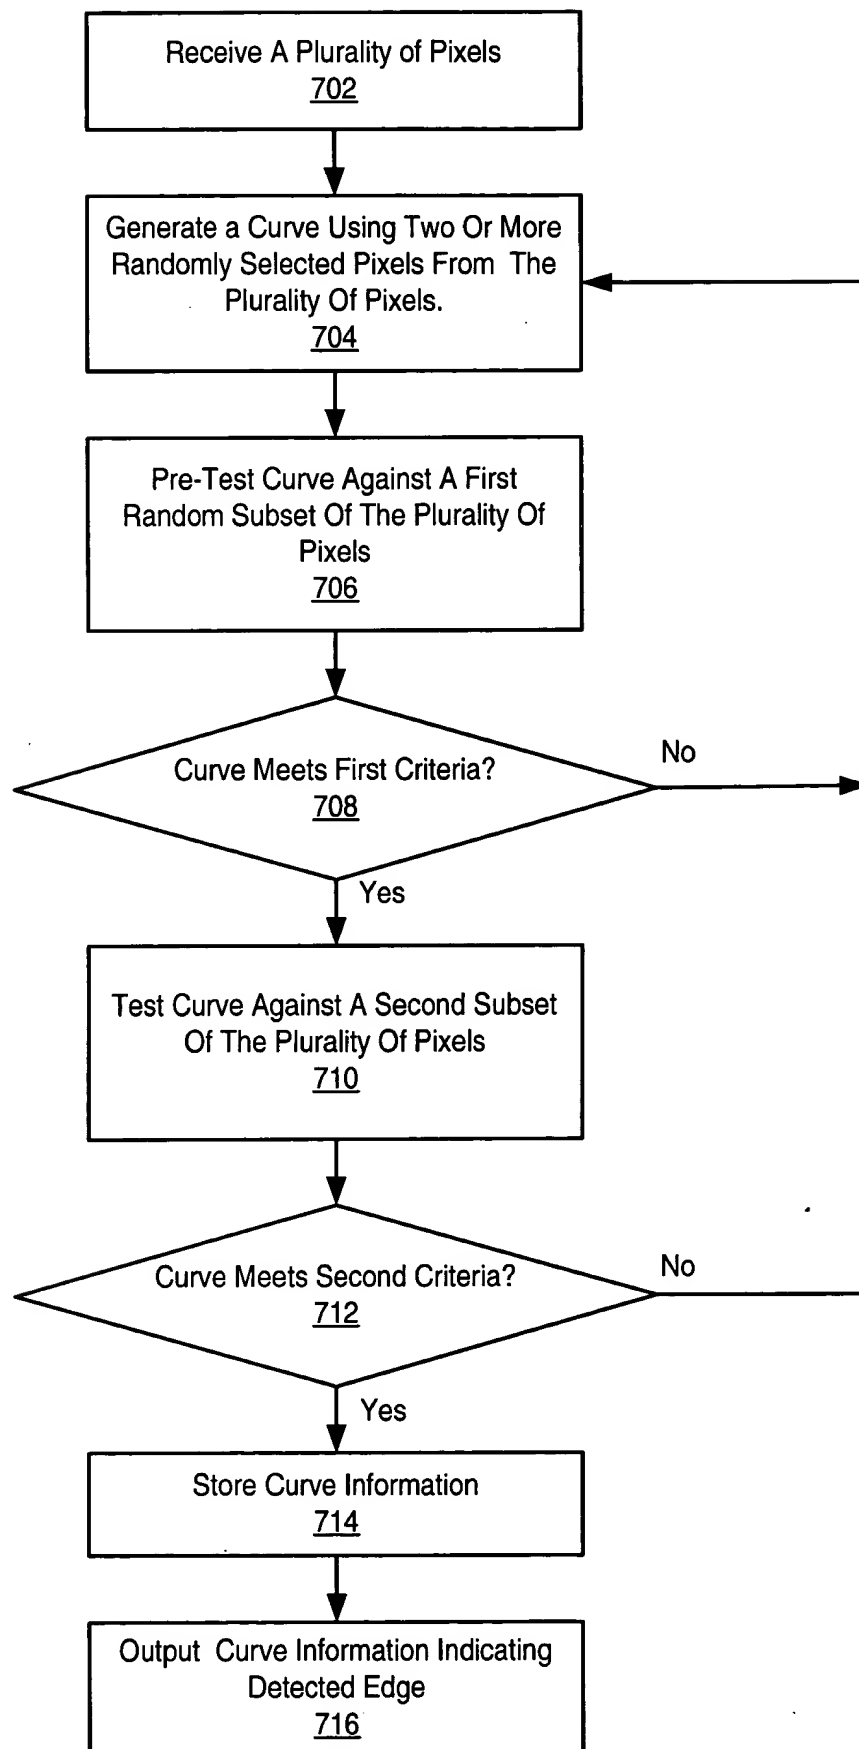 Receive A Plurality of Pixels
702
Generate a Curve Using Two Or More
Randomly Selected Pixels From The
Plurality Of Pixels.
704
Pre-Test Curve Against A First
Random Subset Of The Plurality Of
Pixels
706
Curve Meets First Criteria?
708
No
Yes
Test Curve Against A Second Subset
Of The Plurality Of Pixels
710
Curve Meets Second Criteria?
712
No
Yes
Store Curve Information
714
Output Curve Information Indicating
Detected Edge
716